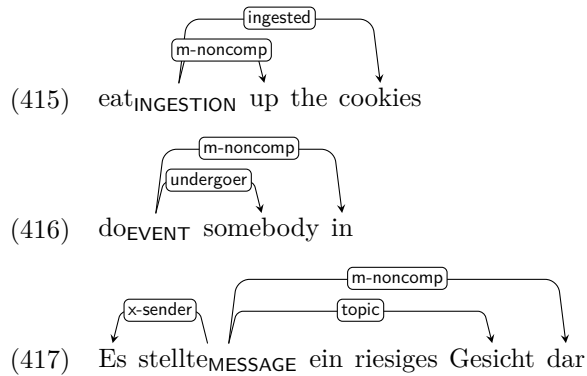 ingested
m-noncomp
(415) eatINGESTION up the cookies
m-noncomp
undergoer
(416) doEVENT somebody in
m-noncomp
x-sender topic
(417) Es stellteMESSAGE ein riesiges Gesicht dar